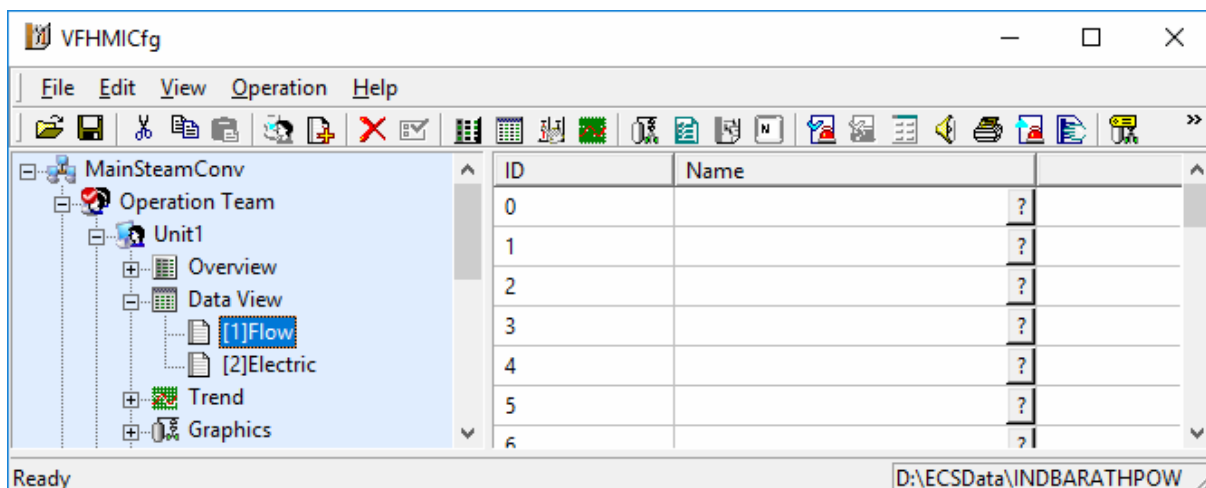 VFHMICfg
File Edit View Operation Help
MainSteamConv
Operation Team
Unit1
Overview
Data View
[1]Flow
[2]Electric
Trend
Graphics
ID Name
0 ?
1 ?
2 ?
3 ?
4 ?
5 ?
6 ?
Ready D:\ECSData\INDBARATHPOW